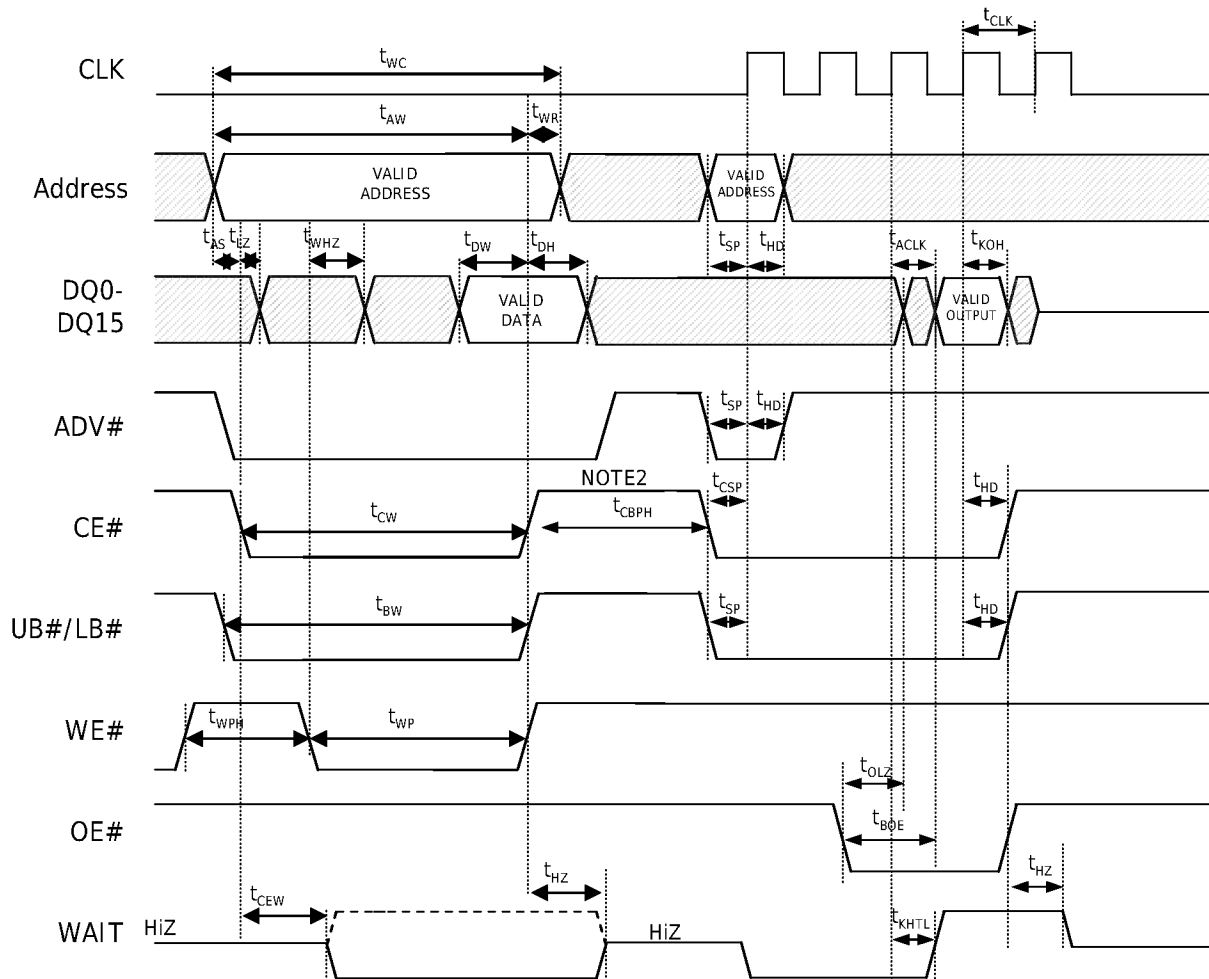 tCLK
CLK
tWC
tAW
tWR
Address
VALID
ADDRESS
VALID
ADDRESS
tAS
tLZ
tWHZ
tDW
tDH
tSP
tHD
tACLK
tKOH
DQ0-
DQ15
VALID
DATA
VALID
OUTPUT
ADV#
tSP
tHD
NOTE2
CE#
tCW
tCBPH
tCSP
tHD
UB#/LB#
tBW
tSP
tHD
WE#
tWPH
tWP
OE#
tOLZ
tBOE
WAIT
HiZ
tCEW
tHZ
HiZ
tKHTL
tHZ